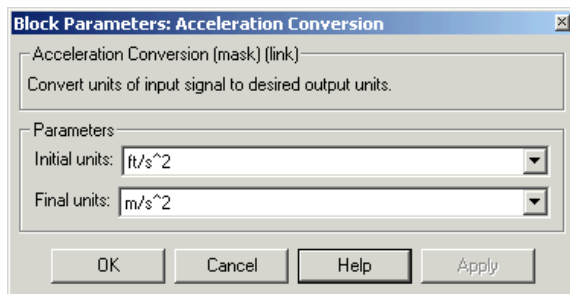 Block Parameters: Acceleration Conversion
Acceleration Conversion (mask) (link)
Convert units of input signal to desired output units.
Parameters
Initial units: ft/s^2
Final units: m/s^2
OK Cancel Help Apply